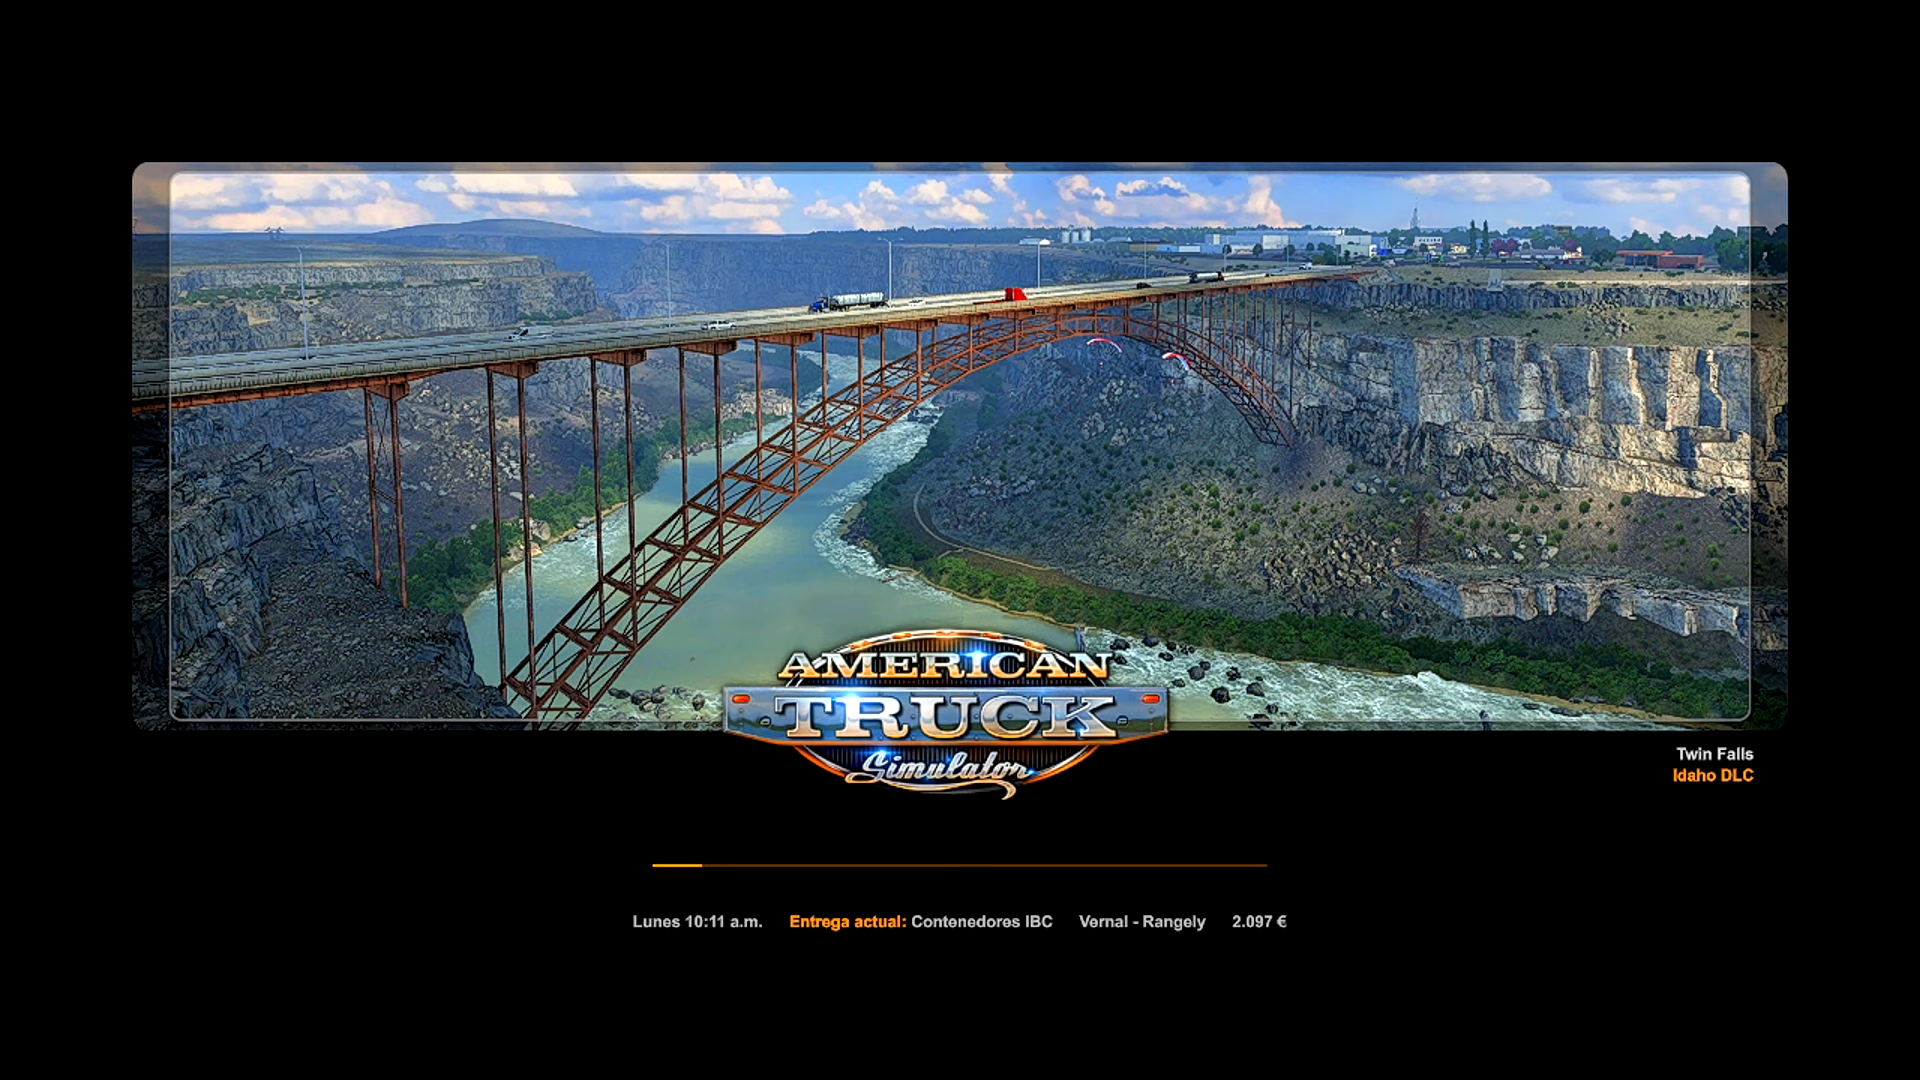 AMERICAN
TRUCK
Simulator
Twin Falls
Idaho DLC
Lunes 10:11 a.m. Entrega actual: Contenedores IBC Vernal - Rangely 2.097 €